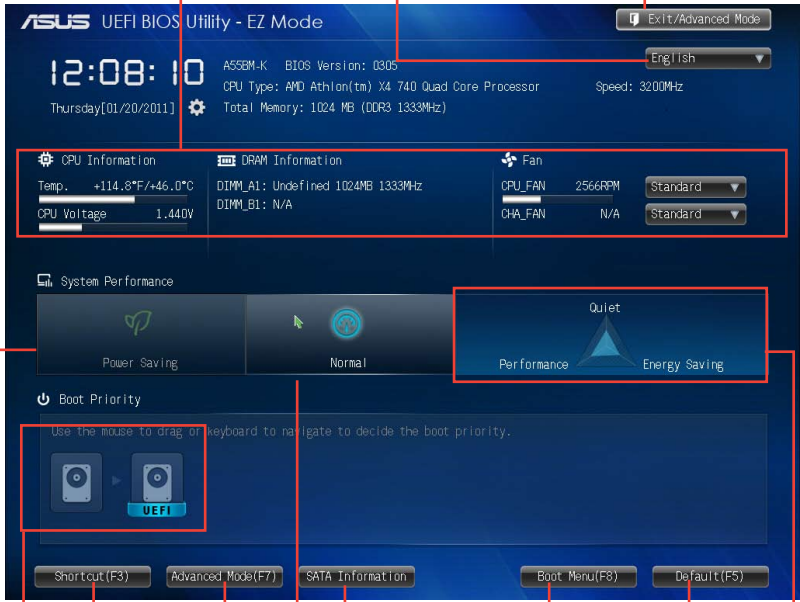 ASUS UEFI BIOS Utility - EZ Mode
Exit/Advanced Mode
English
12:08:10
Thursday[01/20/2011]
A55BM-K BIOS Version: 0305
CPU Type: AMD Athlon(tm) X4 740 Quad Core Processor Speed: 3200MHz
Total Memory: 1024 MB (DDR3 1333MHz)
CPU Information
Temp. +114.8°F/+46.0°C
CPU Voltage 1.440V
DRAM Information
DIMM_A1: Undefined 1024MB 1333MHz
DIMM_B1: N/A
Fan
CPU_FAN 2566RPM Standard
CHA_FAN N/A Standard
System Performance
Power Saving
Normal
Quiet
Performance
Energy Saving
Boot Priority
Use the mouse to drag or keyboard to navigate to decide the boot priority.
UEFI
Shortcut(F3)
Advanced Mode(F7)
SATA Information
Boot Menu(F8)
Default(F5)